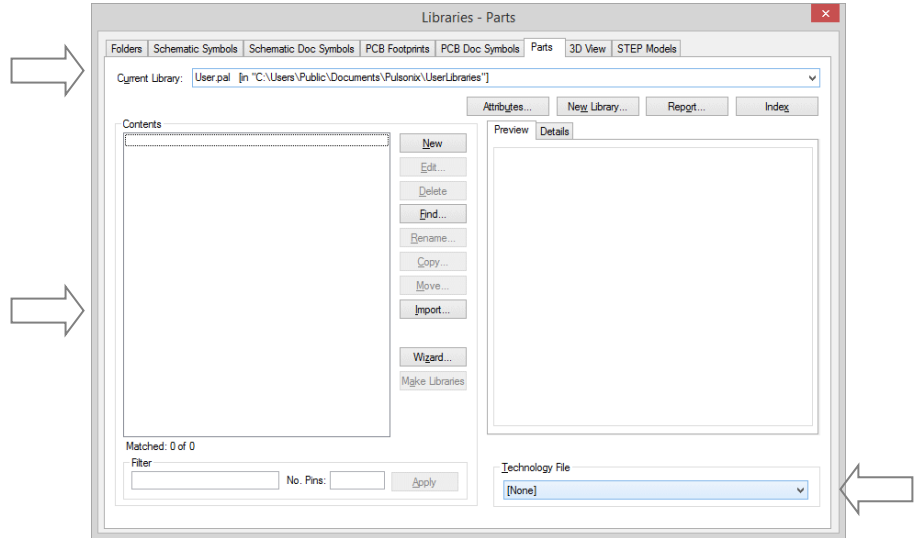 Libraries - Parts
Folders Schematic Symbols Schematic Doc Symbols PCB Footprints PCB Doc Symbols Parts 3D View STEP Models
Current Library: User.pal [in "C:\Users\Public\Documents\Pulsonix\UserLibraries"]
Attributes... New Library... Report... Index
Contents
New
Edit...
Delete
Find...
Rename...
Copy...
Move...
Import...
Wizard...
Make Libraries
Matched: 0 of 0
Filter
No. Pins: Apply
Preview Details
Technology File
[None]